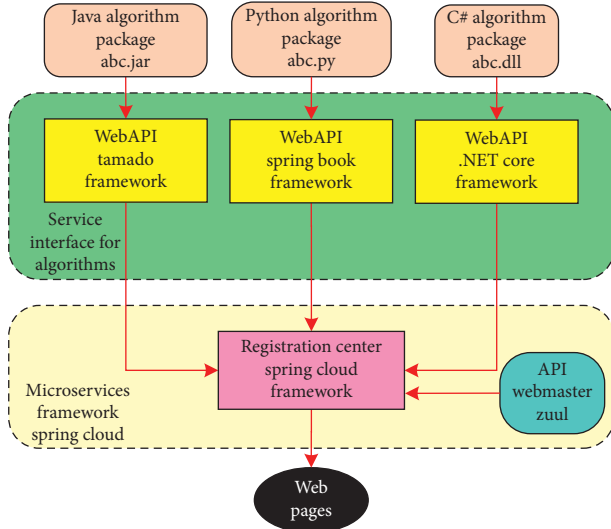 Java algorithm
package
abc.jar
Python algorithm
package
abc.py
C# algorithm
package
abc.dll
WebAPI
tamado
framework
WebAPI
spring book
framework
WebAPI
.NET core
framework
Service
interface for
algorithms
Registration center
spring cloud
framework
API
webmaster
zuul
Microservices
framework
spring cloud
Web
pages